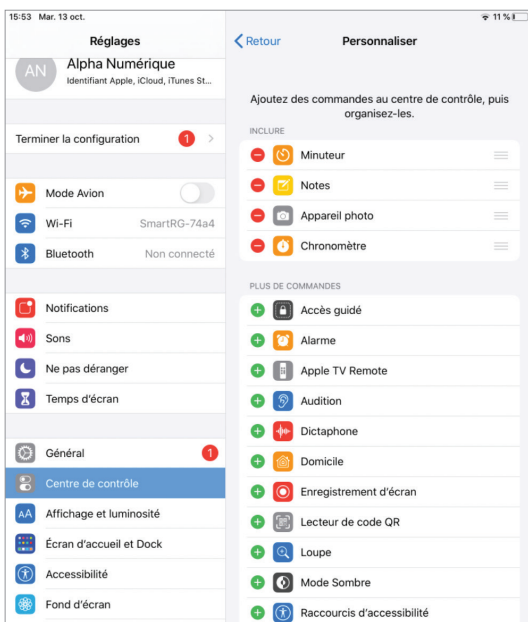 15:53 Mar. 13 oct.
11 %
Réglages
AN
Alpha Numérique
Identifiant Apple, iCloud, iTunes St...
Terminer la configuration
1
Mode Avion
Wi-Fi
SmartRG-74a4
Bluetooth
Non connecté
Notifications
Sons
Ne pas déranger
Temps d'écran
Général
1
Centre de contrôle
AA
Affichage et luminosité
Écran d'accueil et Dock
Accessibilité
Fond d'écran
Retour
Personnaliser
Ajoutez des commandes au centre de contrôle, puis
organisez-les.
INCLURE
Minuteur
Notes
Appareil photo
Chronomètre
PLUS DE COMMANDES
Accès guidé
Alarme
Apple TV Remote
Audition
Dictaphone
Domicile
Enregistrement d'écran
Lecteur de code QR
Loupe
Mode Sombre
Raccourcis d'accessibilité